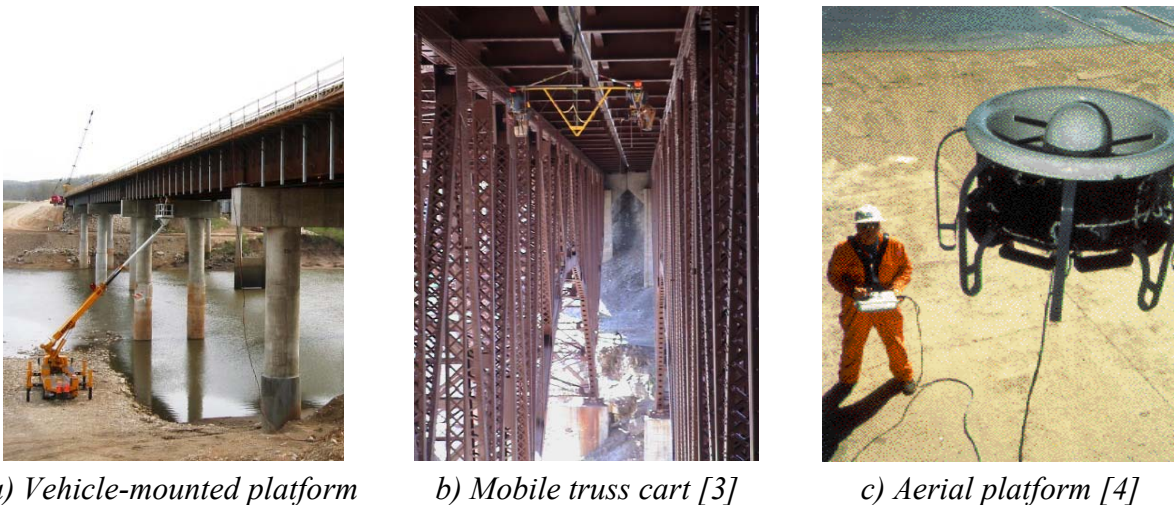 ) Vehicle-mounted platform
b) Mobile truss cart [3]
c) Aerial platform [4]